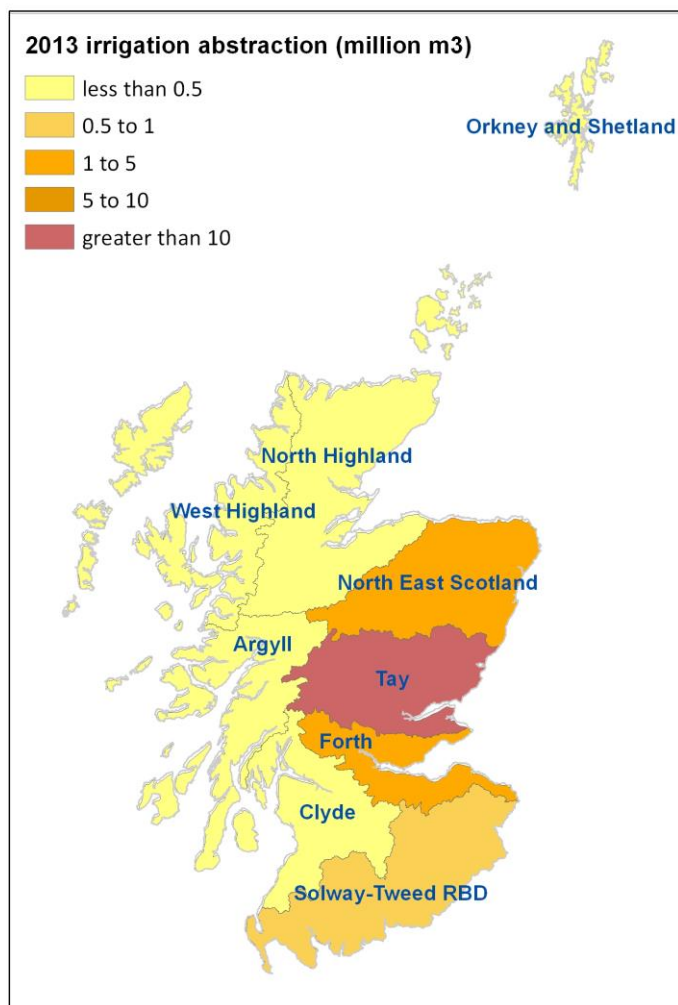 2013 irrigation abstraction (million m3)
less than 0.5
0.5 to 1
1 to 5
5 to 10
greater than 10
Orkney and Shetland
North Highland
West Highland
North East Scotland
Argyll
Tay
Forth
Clyde
Solway-Tweed RBD